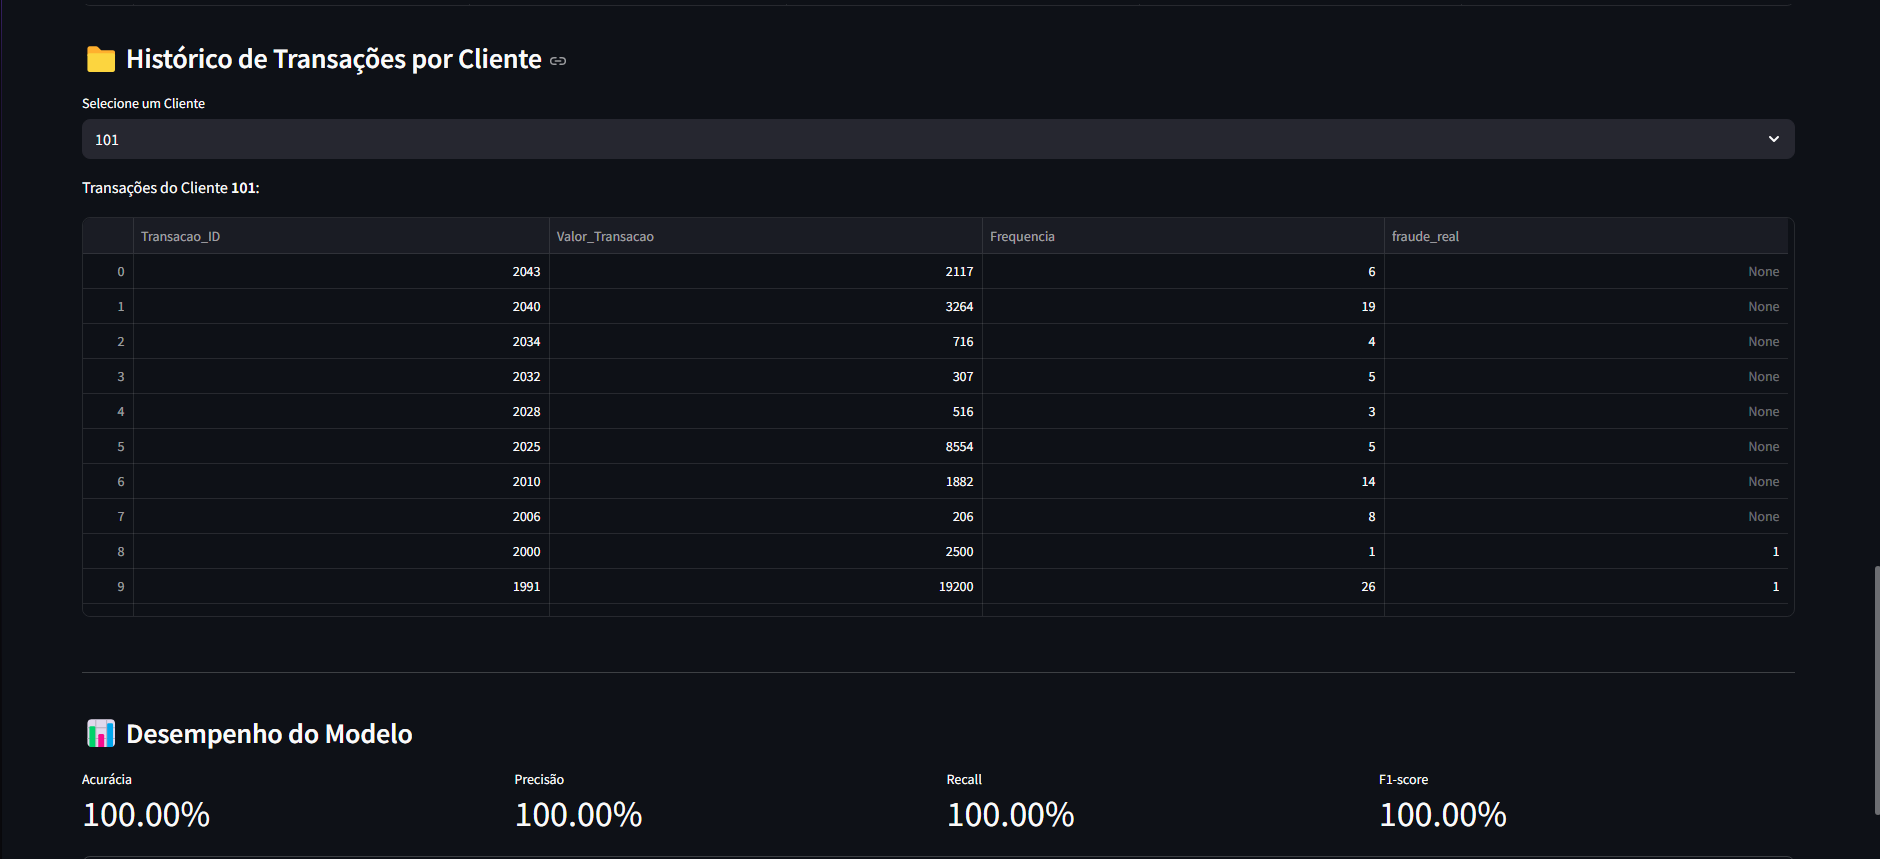 Histórico de Transações por Cliente
Selecione um Cliente
101
Transações do Cliente 101:
Transacao_ID Valor_Transacao Frequencia fraude_real
0 2043 2117 6 None
1 2040 3264 19 None
2 2034 716 4 None
3 2032 307 5 None
4 2028 516 3 None
5 2025 8554 5 None
6 2010 1882 14 None
7 2006 206 8 None
8 2000 2500 1 1
9 1991 19200 26 1
Desempenho do Modelo
Acurácia Precisão Recall F1-score
100.00% 100.00% 100.00% 100.00%